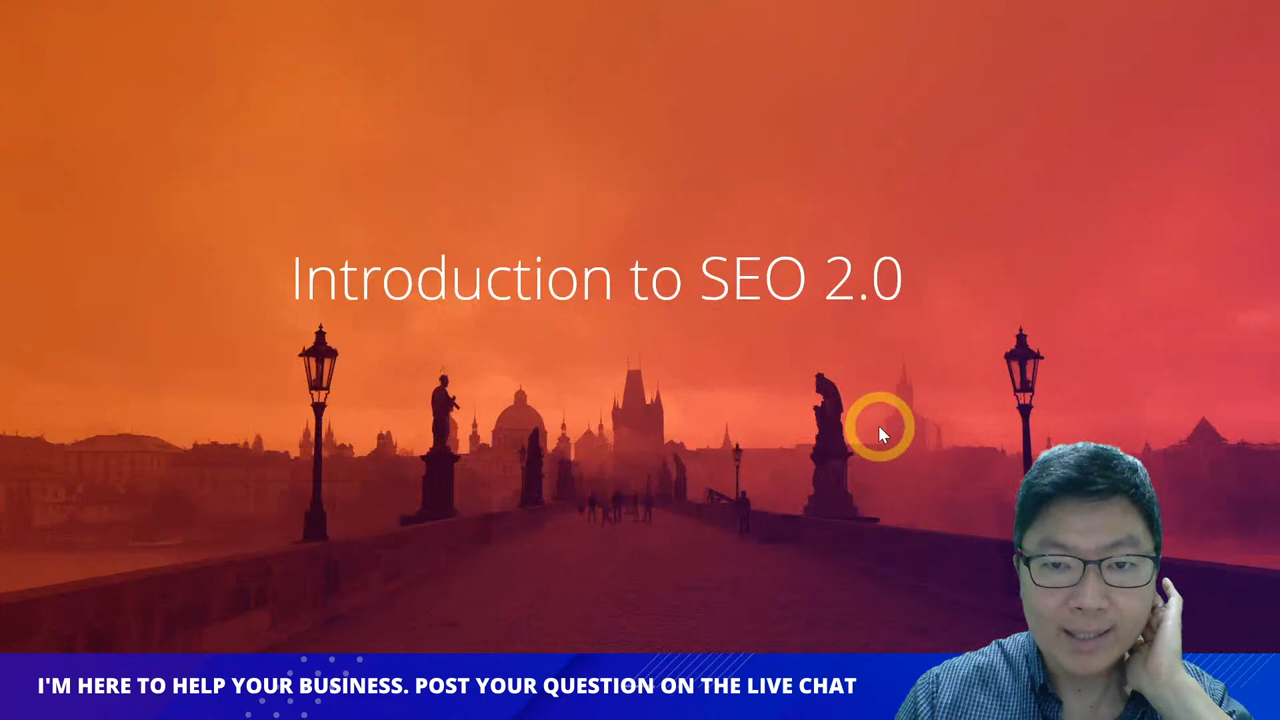 Introduction to SEO 2.0
I'M HERE TO HELP YOUR BUSINESS. POST YOUR QUESTION ON THE LIVE CHAT